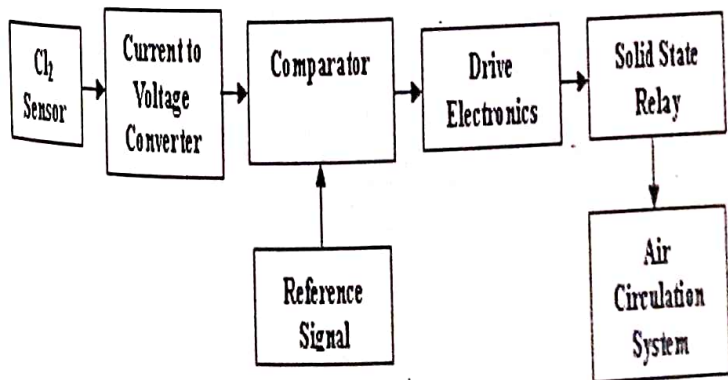 Cl₂
Sensor
Current to
Voltage
Converter
Comparator
Drive
Electronics
Solid State
Relay
Reference
Signal
Air
Circulation
System